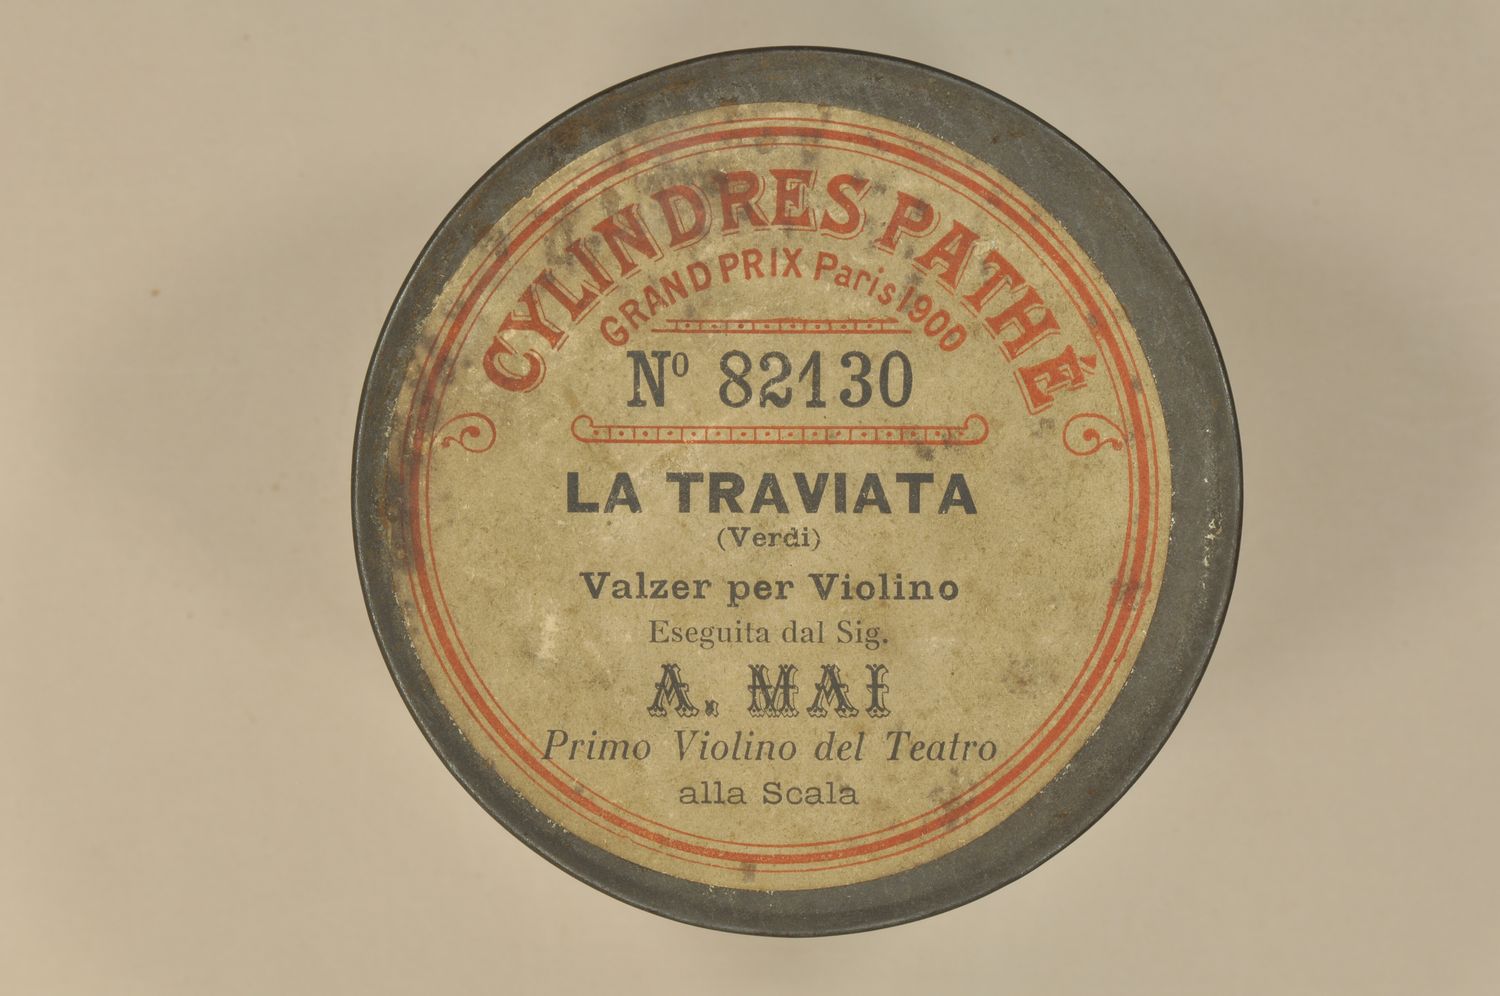 CYLINDRES PATHÈ
GRAND PRIX Paris 1900
Nº 82130
LA TRAVIATA
(Verdi)
Valzer per Violino
Eseguita dal Sig.
A. MAI
Primo Violino del Teatro
alla Scala